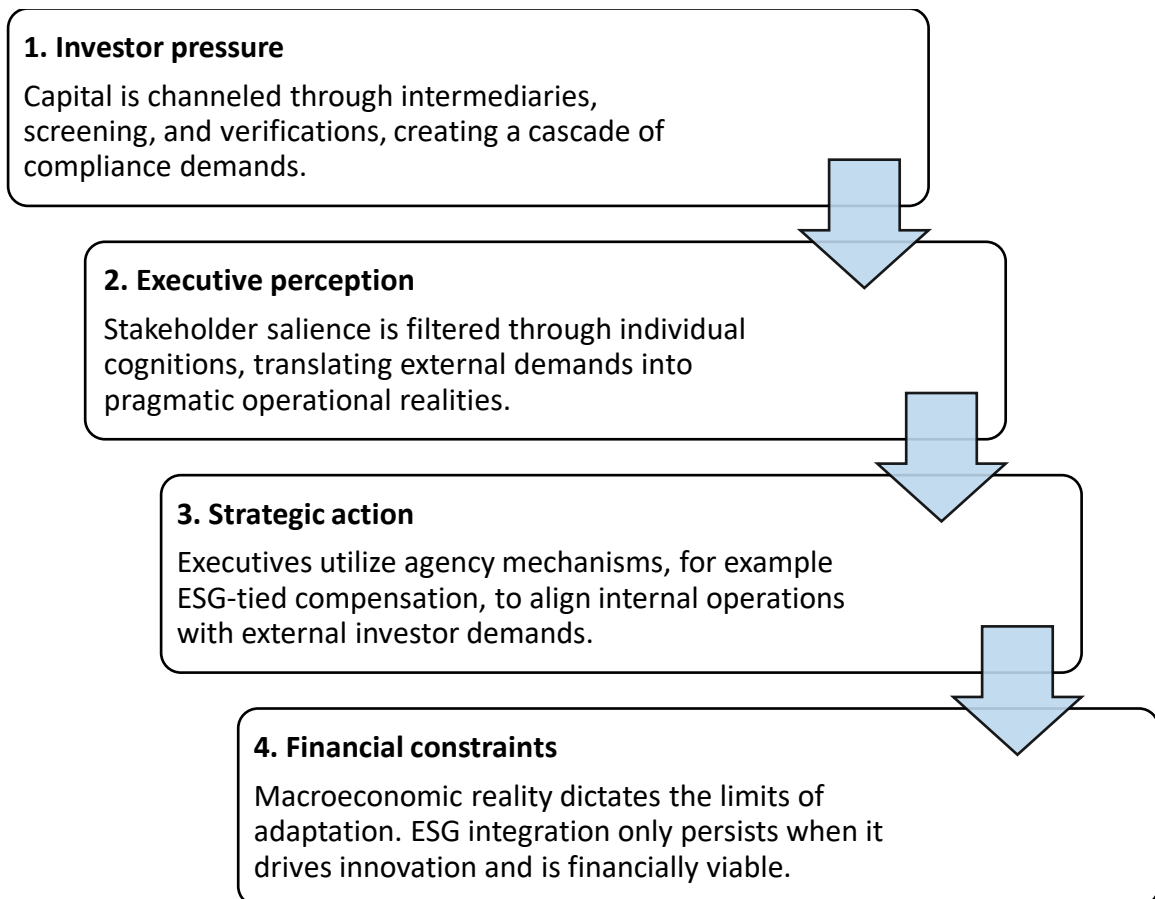 1. Investor pressure
Capital is channeled through intermediaries,
screening, and verifications, creating a cascade of
compliance demands.
2. Executive perception
Stakeholder salience is filtered through individual
cognitions, translating external demands into
pragmatic operational realities.
3. Strategic action
Executives utilize agency mechanisms, for example
ESG-tied compensation, to align internal operations
with external investor demands.
4. Financial constraints
Macroeconomic reality dictates the limits of
adaptation. ESG integration only persists when it
drives innovation and is financially viable.